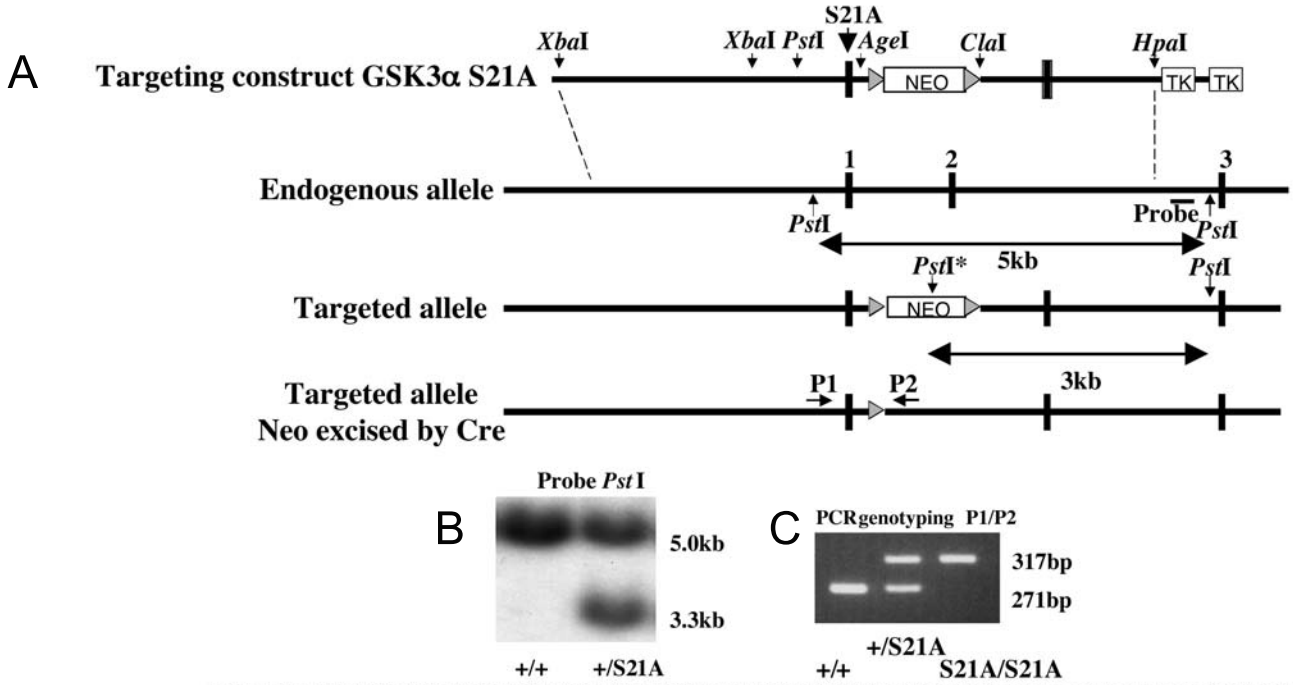 A
S21A
XbaI XbaI PstI AgeI ClaI HpaI
Targeting construct GSK3α S21A NEO TK TK
1 2 3
Endogenous allele
PstI Probe PstI
5kb
PstI* PstI
Targeted allele NEO
3kb
Targeted allele P1 P2
Neo excised by Cre
B
Probe PstI
5.0kb
3.3kb
+/+ +/S21A
C
PCR genotyping P1/P2
317bp
271bp
+/S21A
+/+ S21A/S21A